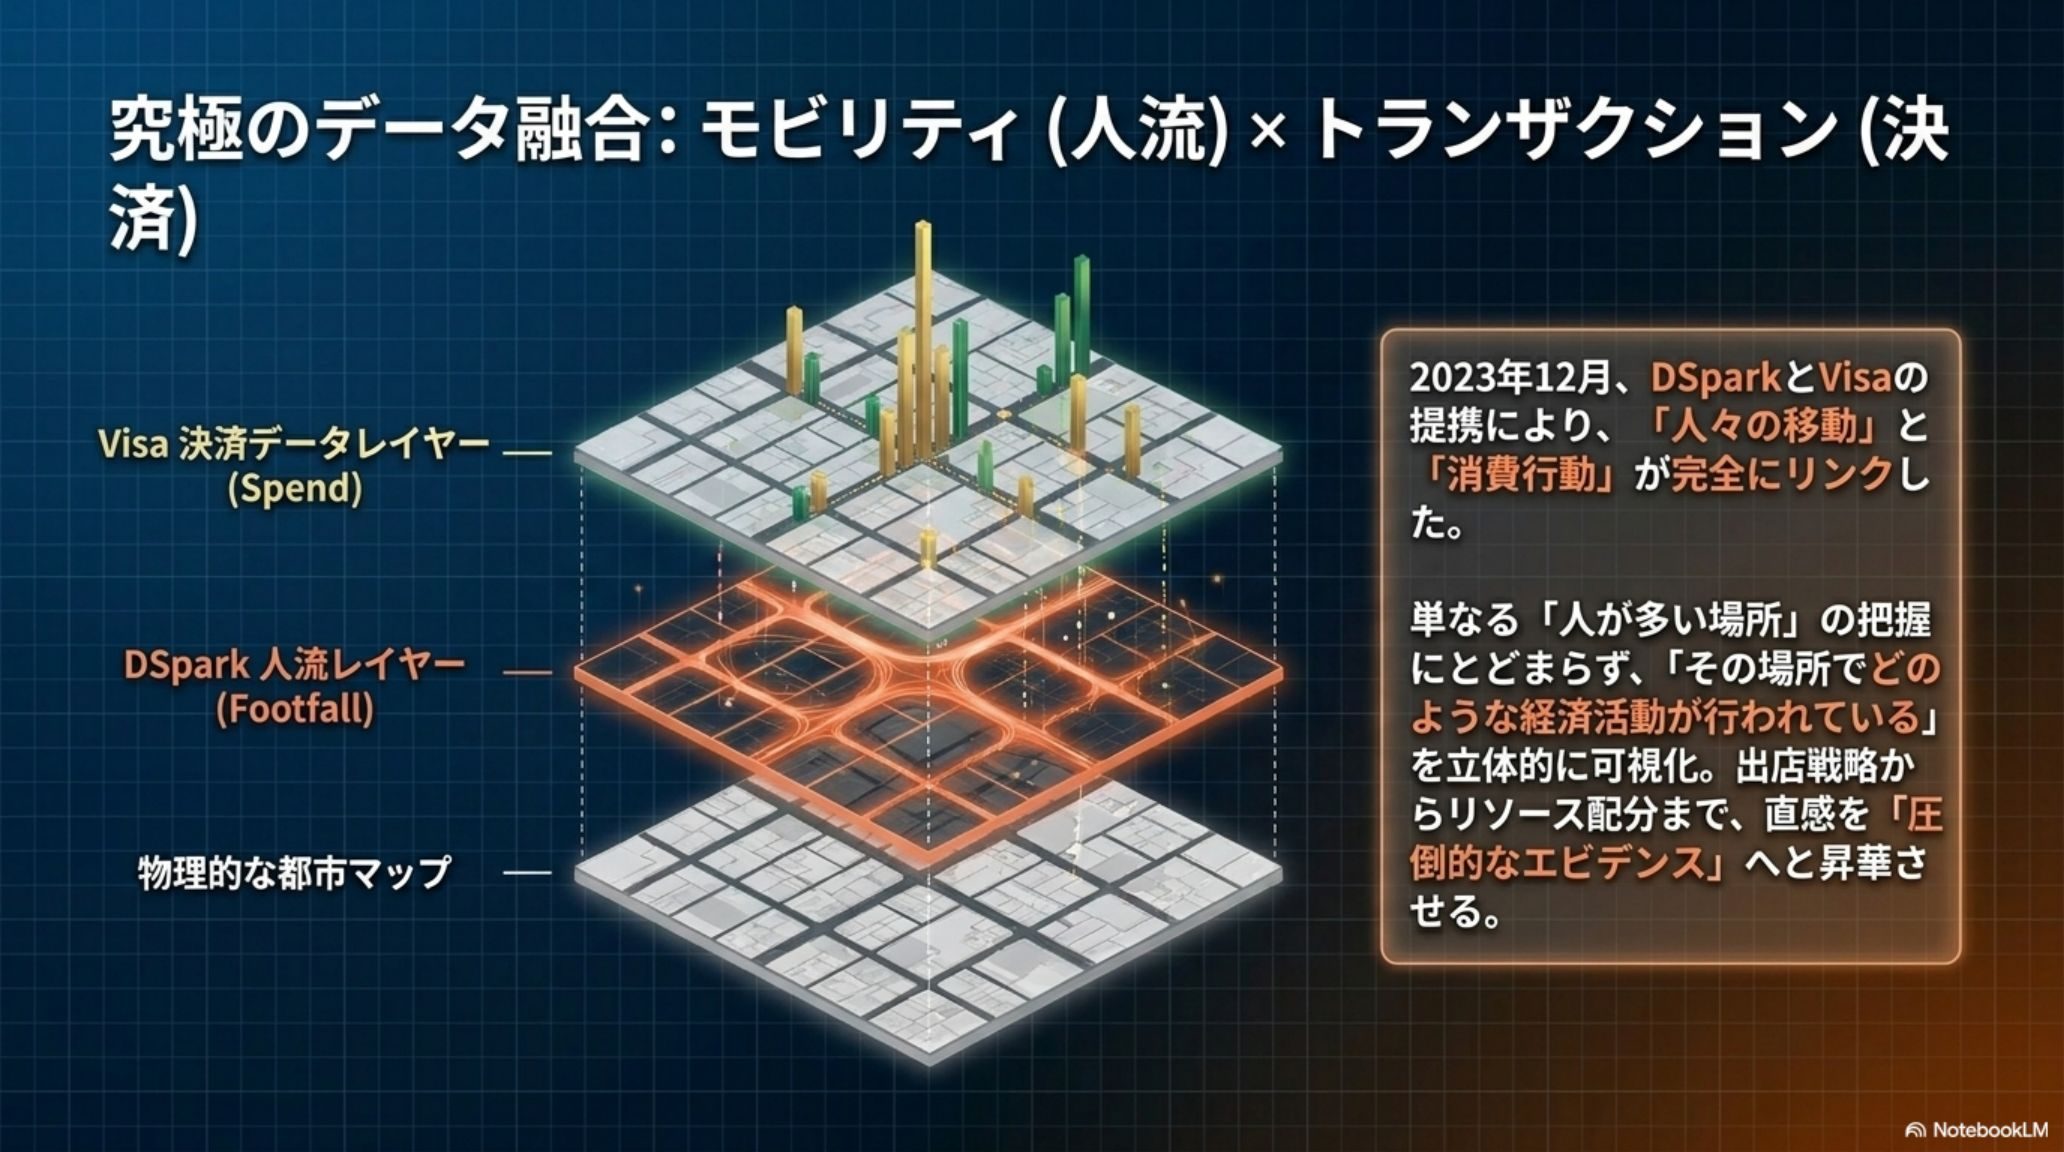 究極のデータ融合: モビリティ (人流) × トランザクション (決
済)
Visa 決済データレイヤー
(Spend)
DSpark 人流レイヤー
(Footfall)
物理的な都市マップ
2023年12月、DSparkとVisaの
提携により、「人々の移動」と
「消費行動」が完全にリンクし
た。
単なる「人が多い場所」の把握
にとどまらず、「その場所でどの
ような経済活動が行われている」
を立体的に可視化。出店戦略か
らリソース配分まで、直感を「圧
倒的なエビデンス」へと昇華さ
せる。
NotebookLM